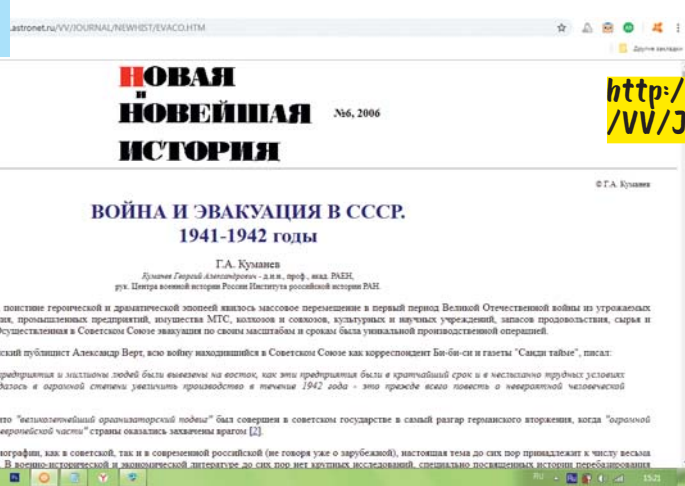 .astronet.ru/VV/JOURNAL/NEWHIST/EVACO.HTM
Другие закладки
НОВАЯ
и
НОВЕЙШАЯ
ИСТОРИЯ
№6, 2006
http:/
/VV/J
© Г.А. Куманев
ВОЙНА И ЭВАКУАЦИЯ В СССР.
1941-1942 годы
Г.А. Куманев
Куманев Георгий Александрович - д.и.н., проф., акад. РАЕН,
рук. Центра военной истории России Института российской истории РАН.
поистине героической и драматической эпопеей явилось массовое перемещение в первый период Великой Отечественной войны из угрожаемых
ия, промышленных предприятий, имущества МТС, колхозов и совхозов, культурных и научных учреждений, запасов продовольствия, сырья и
Осуществленная в Советском Союзе эвакуация по своим масштабам и срокам была уникальной производственной операцией.
ский публицист Александр Верт, всю войну находившийся в Советском Союзе как корреспондент Би-би-си и газеты "Санди таймс", писал:
предприятия и миллионы людей были вывезены на восток, как эти предприятия были в кратчайший срок и в неслыханно трудных условиях
далось в огромной степени увеличить производство в течение 1942 года - это прежде всего повесть о невероятной человеческой
что "великолепнейший организаторский подвиг" был совершен в советском государстве в самый разгар германского вторжения, когда "огромной
европейской части" страны оказались захвачены врагом [2].
нографии, как в советской, так и в современной российской (не говоря уже о зарубежной), настоящая тема до сих пор принадлежит к числу весьма
. В военно-исторической и экономической литературе до сих пор нет крупных исследований, специально посвященных истории перебазирования
RU
15:21